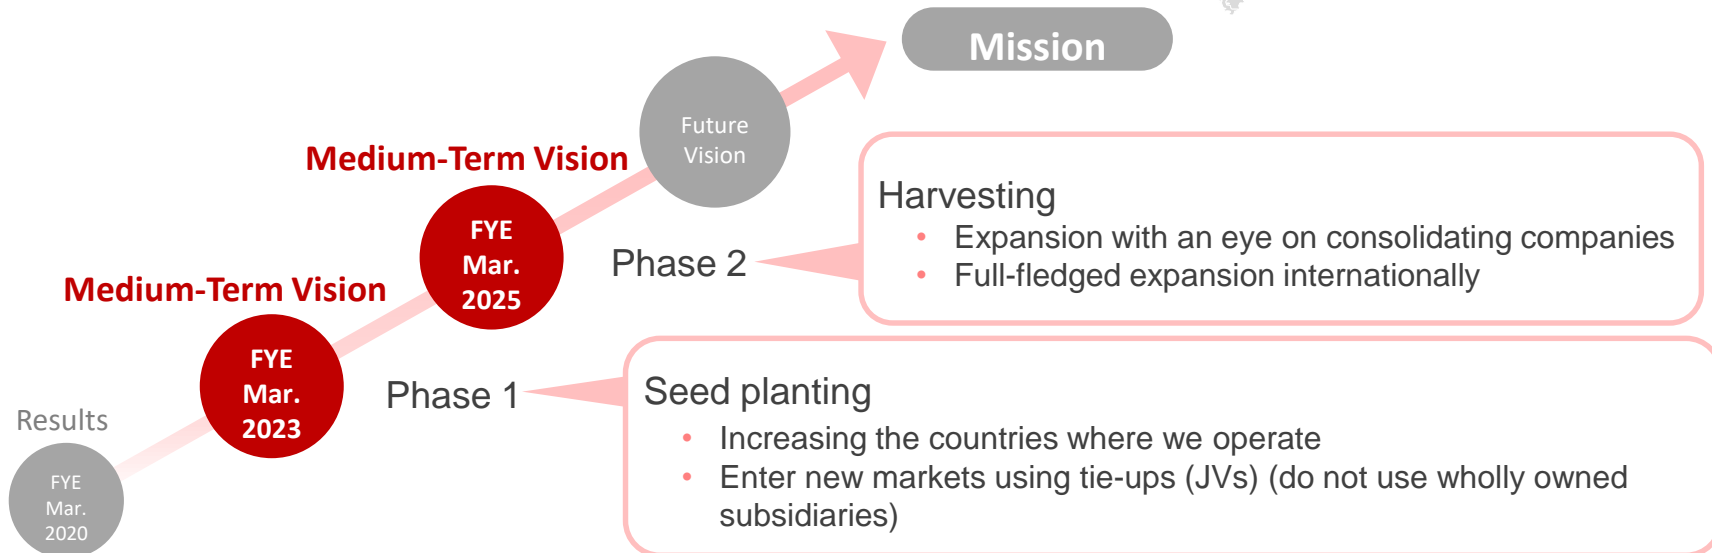 Mission
Future
Vision
Medium-Term Vision
Harvesting
• Expansion with an eye on consolidating companies
• Full-fledged expansion internationally
FYE
Mar.
2025
Phase 2
Medium-Term Vision
FYE
Mar.
2023
Phase 1
Seed planting
• Increasing the countries where we operate
• Enter new markets using tie-ups (JVs) (do not use wholly owned
subsidiaries)
Results
FYE
Mar.
2020